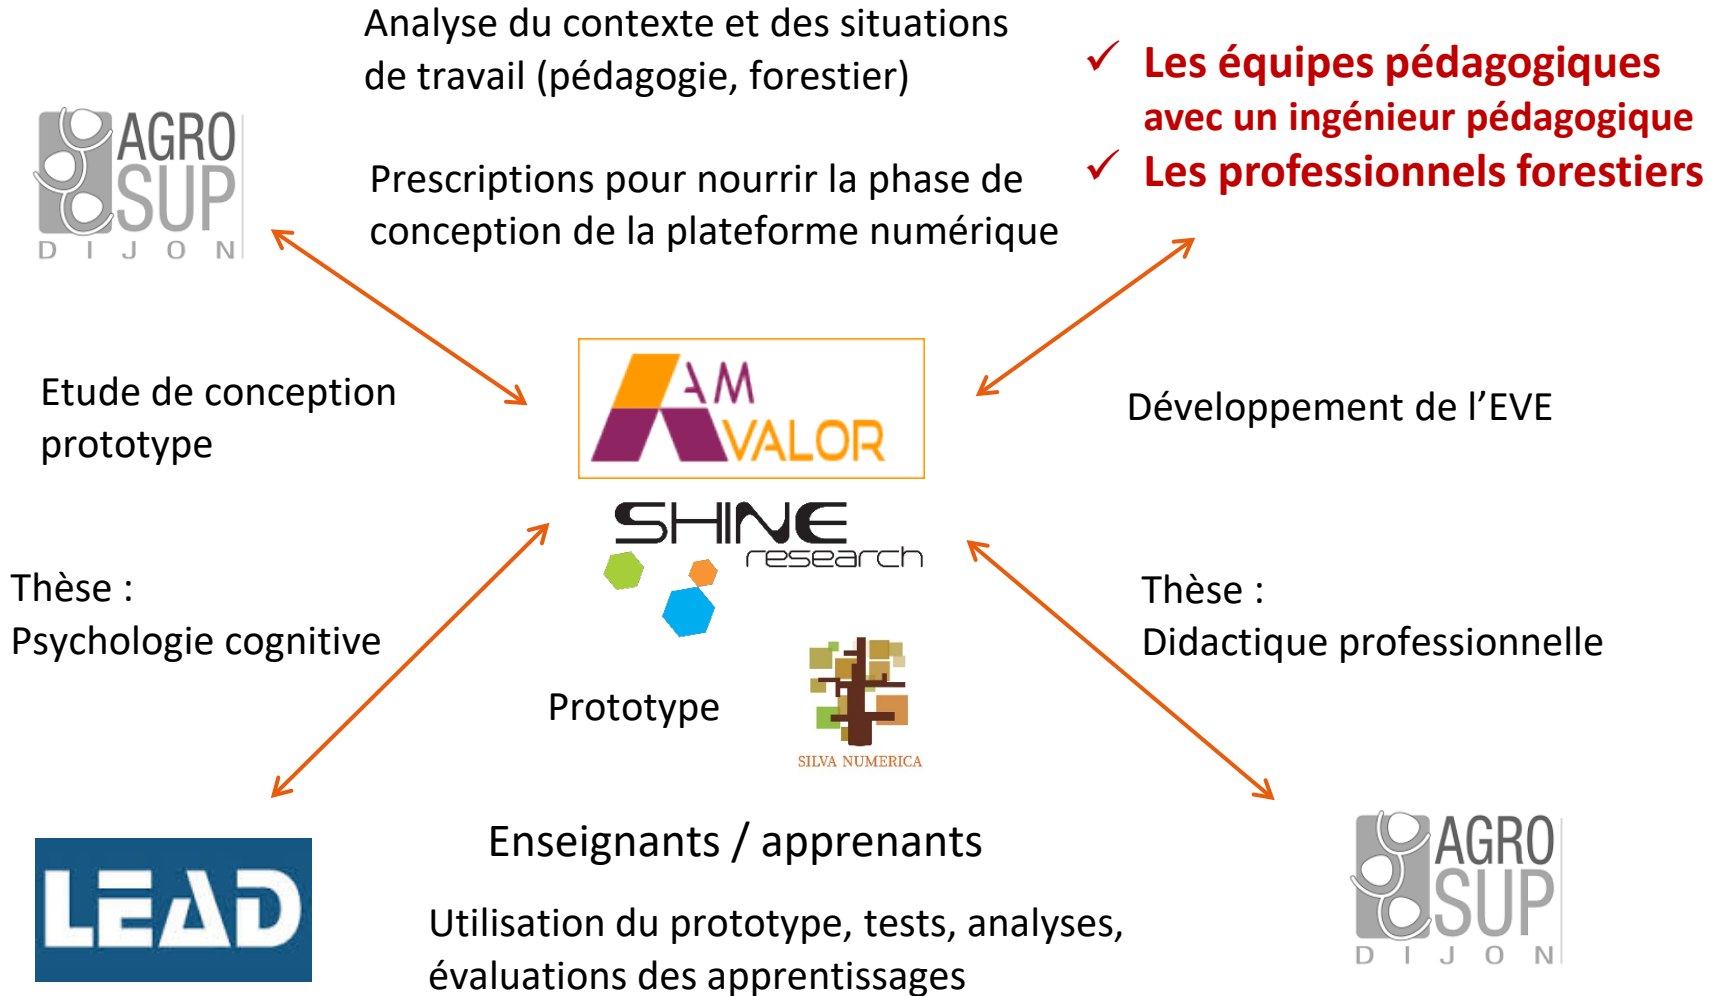 Analyse du contexte et des situations
de travail (pédagogie, forestier)
✓ Les équipes pédagogiques
avec un ingénieur pédagogique
✓ Les professionnels forestiers
AGRO
SUP
DIJON
Prescriptions pour nourrir la phase de
conception de la plateforme numérique
Etude de conception
prototype
AM
VALOR
Développement de l’EVE
SHINE
research
Thèse :
Psychologie cognitive
Thèse :
Didactique professionnelle
Prototype
SILVA NUMERICA
LEAD
Enseignants / apprenants
Utilisation du prototype, tests, analyses,
évaluations des apprentissages
AGRO
SUP
DIJON